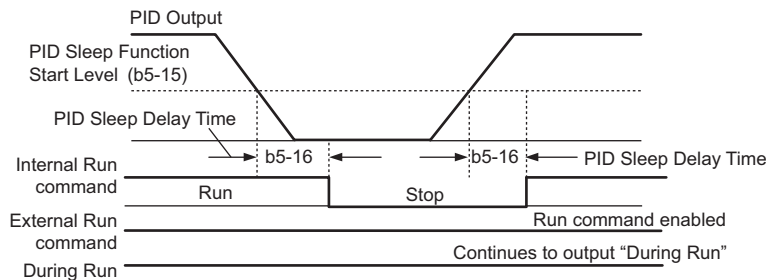 PID Output
PID Sleep Function
Start Level (b5-15)
PID Sleep Delay Time
b5-16
b5-16
PID Sleep Delay Time
Internal Run
command
Run
Stop
External Run
command
Run command enabled
Continues to output “During Run”
During Run